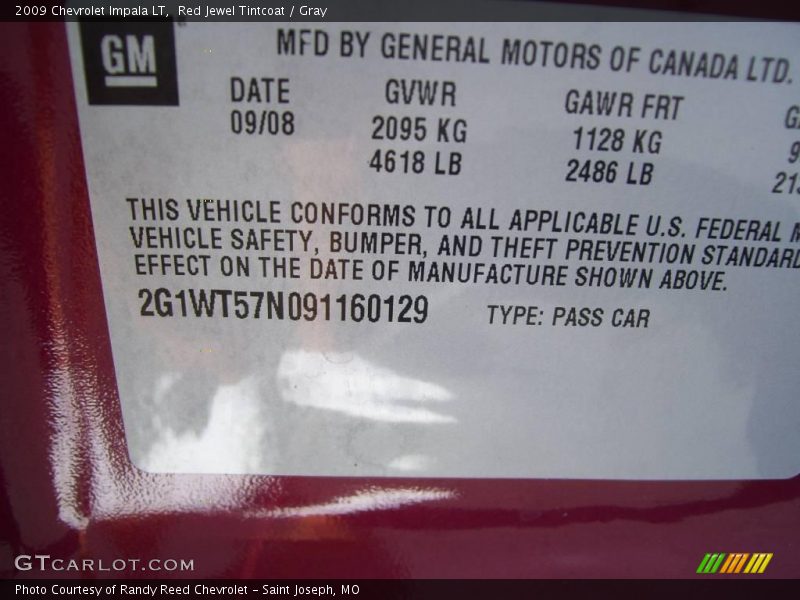 2009 Chevrolet Impala LT,  Red Jewel Tintcoat / Gray
GM
MFD BY GENERAL MOTORS OF CANADA LTD.
DATE GVWR GAWR FRT
09/08 2095 KG 1128 KG
4618 LB 2486 LB
THIS VEHICLE CONFORMS TO ALL APPLICABLE U.S. FEDERAL
VEHICLE SAFETY, BUMPER, AND THEFT PREVENTION STANDARD
EFFECT ON THE DATE OF MANUFACTURE SHOWN ABOVE.
2G1WT57N091160129 TYPE: PASS CAR
GTCARLOT.COM
Photo Courtesy of Randy Reed Chevrolet - Saint Joseph, MO